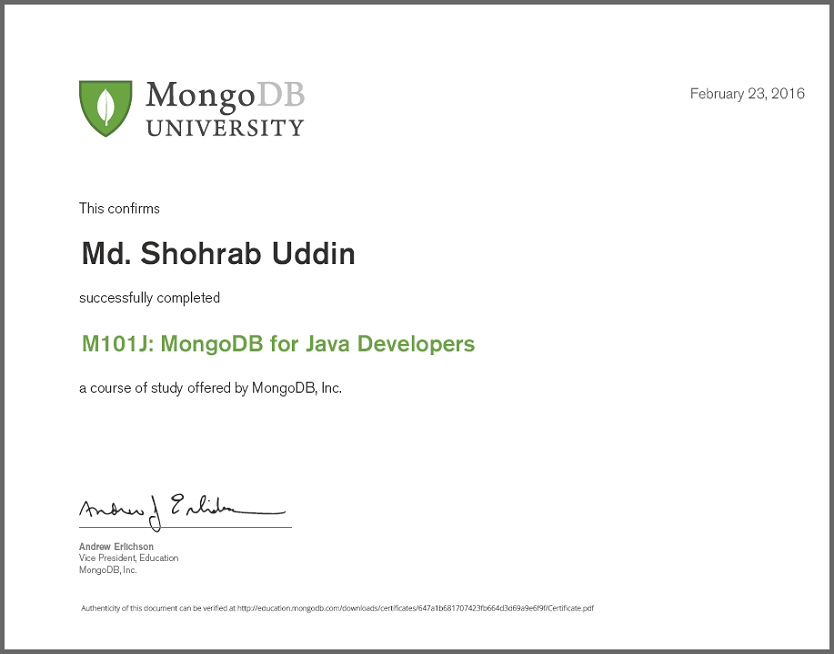 MongoDB
UNIVERSITY
February 23, 2016
This confirms
Md. Shohrab Uddin
successfully completed
M101J: MongoDB for Java Developers
a course of study offered by MongoDB, Inc.
Andrew J Erlichson
Andrew Erlichson
Vice President, Education
MongoDB, Inc.
Authenticity of this document can be verified at http://education.mongodb.com/downloads/certificates/647a1b681707423fb664d3d69a9e6f9f/Certificate.pdf